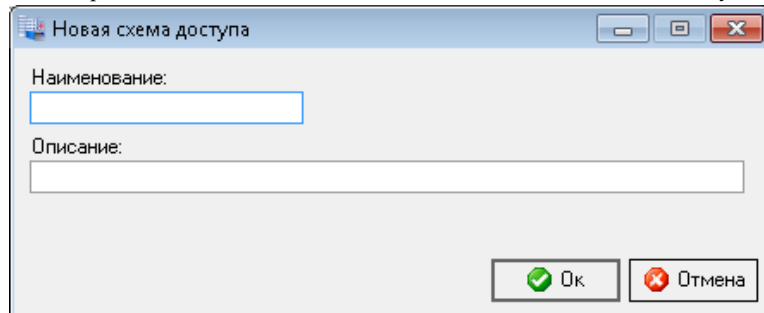 Новая схема доступа
Наименование:
Описание:
Ок Отмена